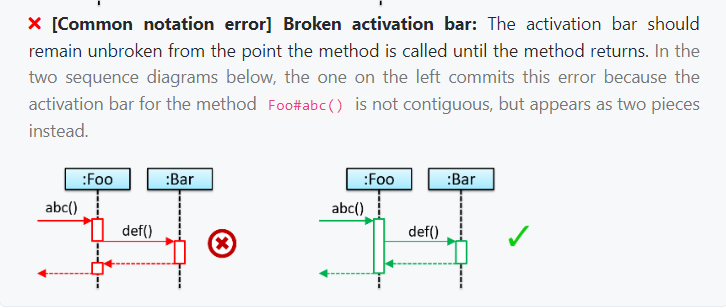 ✖ [Common notation error] Broken activation bar: The activation bar should
remain unbroken from the point the method is called until the method returns. In the
two sequence diagrams below, the one on the left commits this error because the
activation bar for the method Foo#abc() is not contiguous, but appears as two pieces
instead.
:Foo :Bar
abc()
def()
:Foo :Bar
abc()
def()